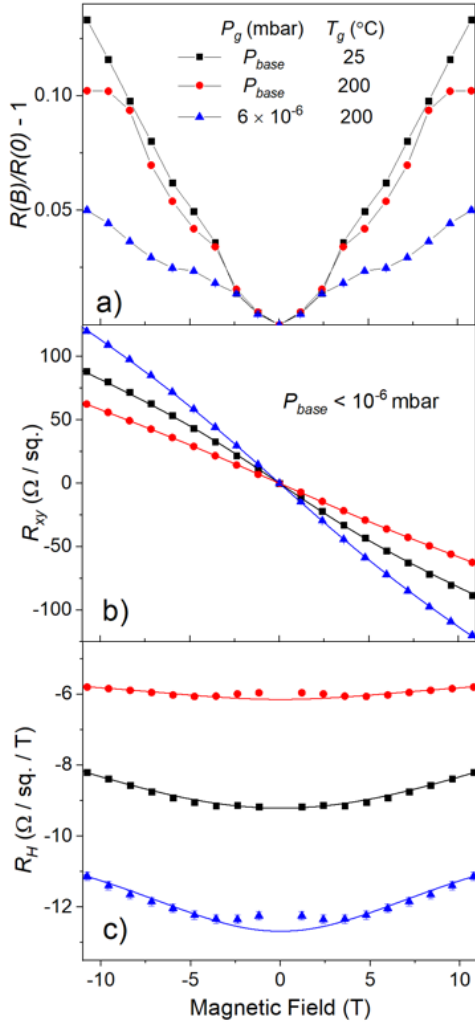 P_g (mbar) T_g (°C)
P_base 25
P_base 200
6 × 10^-6 200
0.10
0.05
R(B)/R(0) - 1
a)
100
50
0
-50
-100
R_xy (Ω / sq.)
P_base < 10^-6 mbar
b)
-6
-8
-10
-12
R_H (Ω / sq. / T)
c)
-10 -5 0 5 10
Magnetic Field (T)